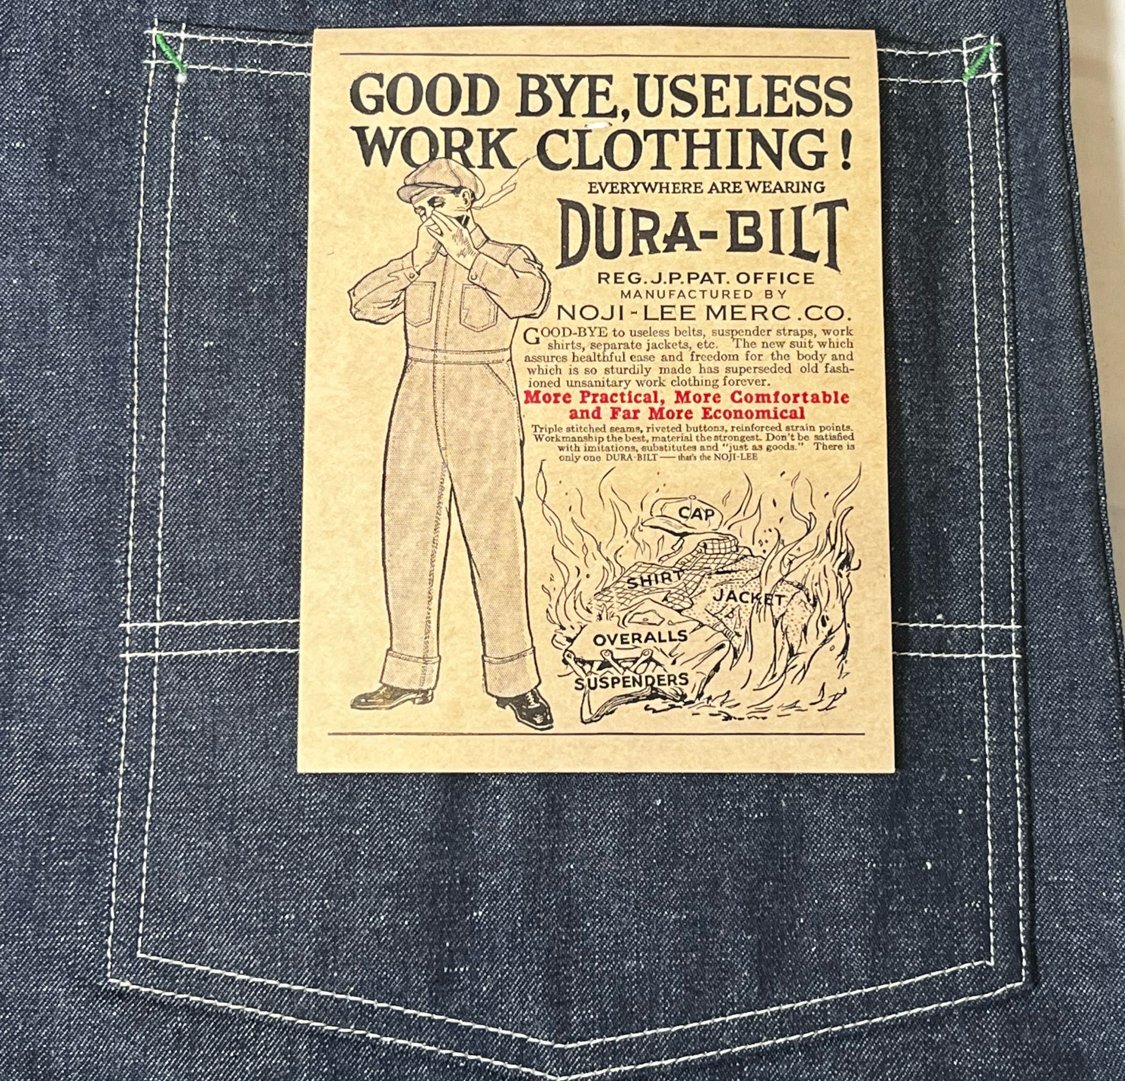 GOOD BYE, USELESS
WORK CLOTHING!
EVERYWHERE ARE WEARING
DURA-BILT
REG. J.P. PAT. OFFICE
MANUFACTURED BY
NOJI-LEE MERC. CO.
GOOD-BYE to useless belts, suspender straps, work
shirts, separate jackets, etc. The new suit which
assures healthful ease and freedom for the body and
which is so sturdily made has superseded old fash-
ioned unsanitary work clothing forever.
More Practical, More Comfortable
and Far More Economical
Triple stitched seams, riveted buttons, reinforced strain points.
Workmanship the best, material the strongest. Don't be satisfied
with imitations, substitutes and "just as goods." There is
only one DURA-BILT — that's the NOJI-LEE
CAP
SHIRT
JACKET
OVERALLS
SUSPENDERS